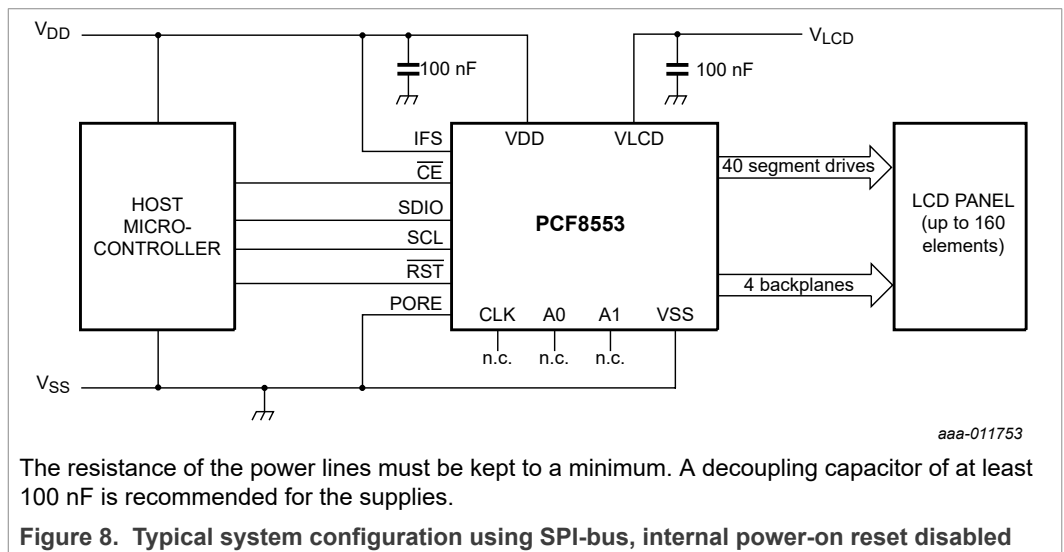 VDD
VLCD
100 nF
100 nF
IFS
VDD
VLCD
CE
40 segment drives
HOST
MICRO-
CONTROLLER
SDIO
PCF8553
LCD PANEL
(up to 160
elements)
SCL
RST
4 backplanes
PORE
CLK
A0
A1
VSS
n.c.
n.c.
n.c.
VSS
aaa-011753
The resistance of the power lines must be kept to a minimum. A decoupling capacitor of at least
100 nF is recommended for the supplies.
Figure 8. Typical system configuration using SPI-bus, internal power-on reset disabled